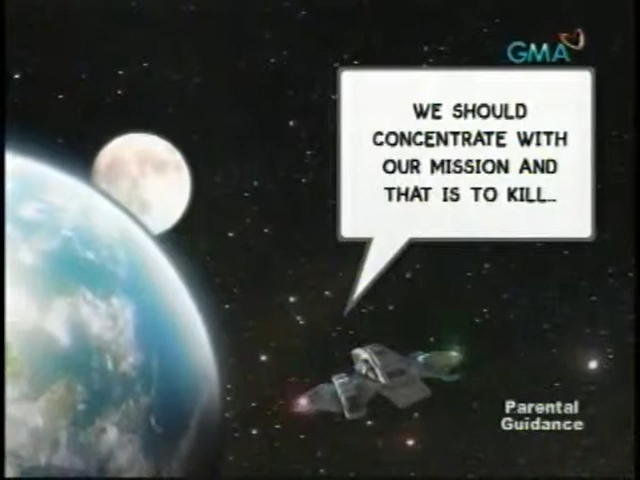 GMA
WE SHOULD
CONCENTRATE WITH
OUR MISSION AND
THAT IS TO KILL..
Parental
Guidance